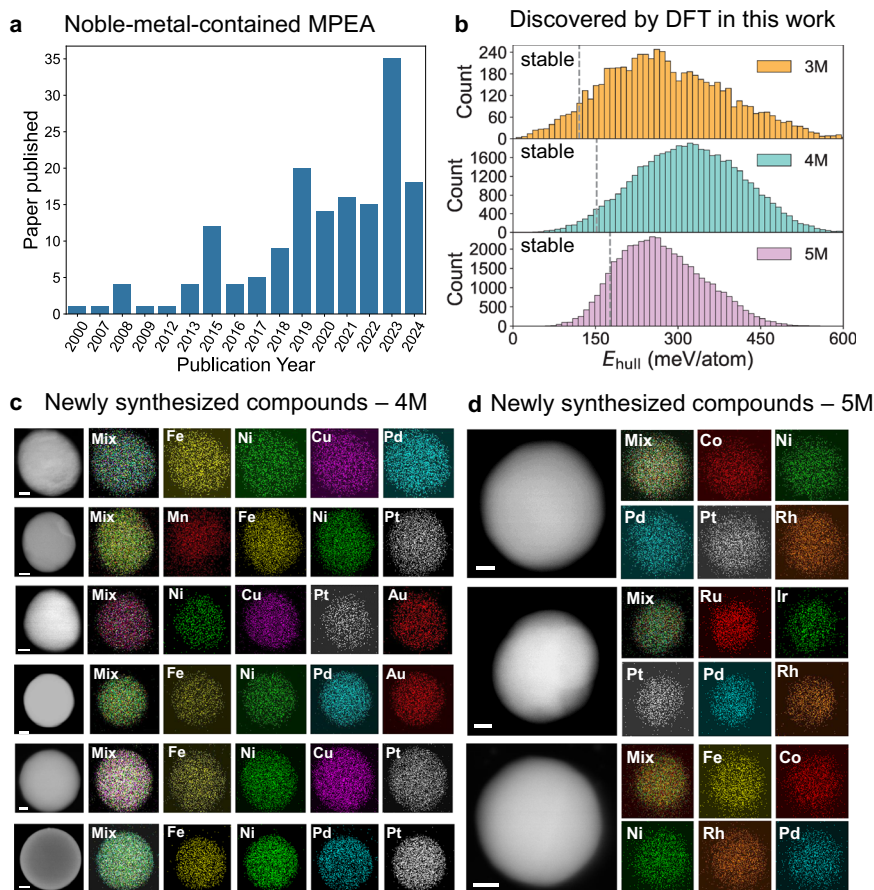 a Noble-metal-contained MPEA
Paper published
35
30
25
20
15
10
5
0
2000 2007 2008 2009 2012 2013 2015 2016 2017 2018 2019 2020 2021 2022 2023 2024
Publication Year
b Discovered by DFT in this work
stable
3M
Count
240
180
120
60
0
stable
4M
Count
1600
1200
800
400
0
stable
5M
Count
2000
1500
1000
500
0
0 150 300 450 600
E_hull (meV/atom)
c Newly synthesized compounds – 4M
Mix Fe Ni Cu Pd
Mix Mn Fe Ni Pt
Mix Ni Cu Pt Au
Mix Fe Ni Pd Au
Mix Fe Ni Cu Pt
Mix Fe Ni Pd Pt
d Newly synthesized compounds – 5M
Mix Co Ni
Pd Pt Rh
Mix Ru Ir
Pt Pd Rh
Mix Fe Co
Ni Rh Pd